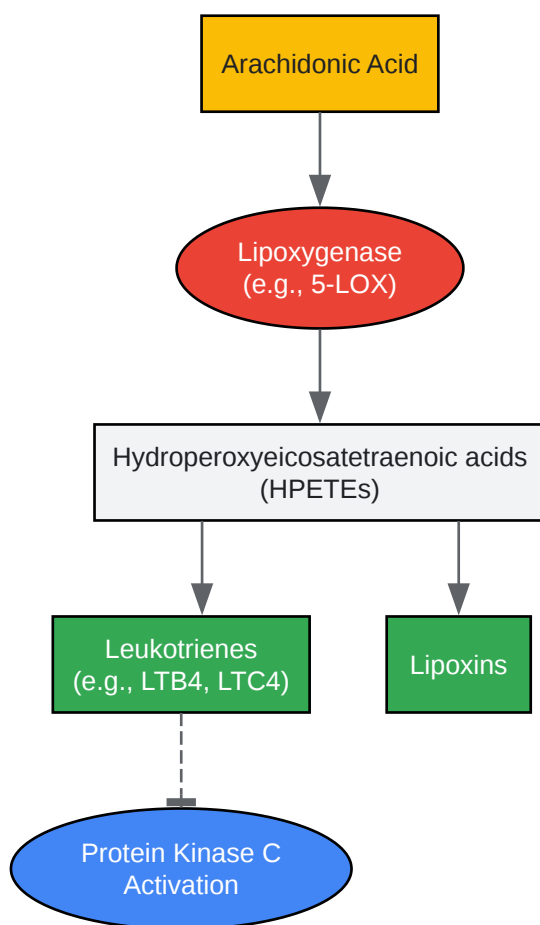 Arachidonic Acid
Lipoxygenase
(e.g., 5-LOX)
Hydroperoxyeicosatetraenoic acids
(HPETEs)
Leukotrienes
(e.g., LTB4, LTC4)
Lipoxins
Protein Kinase C
Activation